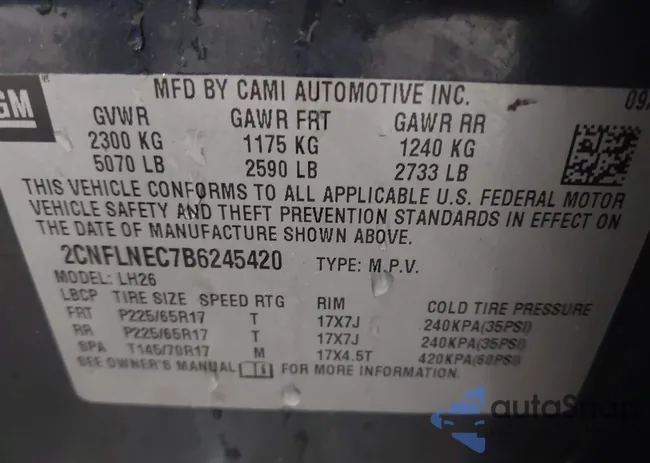 GM
MFD BY CAMI AUTOMOTIVE INC.
GVWR GAWR FRT GAWR RR
2300 KG 1175 KG 1240 KG
5070 LB 2590 LB 2733 LB
THIS VEHICLE CONFORMS TO ALL APPLICABLE U.S. FEDERAL MOTOR
VEHICLE SAFETY AND THEFT PREVENTION STANDARDS IN EFFECT ON
THE DATE OF MANUFACTURE SHOWN ABOVE.
2CNFLNEC7B6245420 TYPE: M.P.V.
MODEL: LH26
LBCP TIRE SIZE SPEED RTG RIM COLD TIRE PRESSURE
FRT P225/65R17 T 17X7J 240KPA(35PSI)
RR P225/65R17 T 17X7J 240KPA(35PSI)
SPA T145/70R17 M 17X4.5T 420KPA(60PSI)
SEE OWNER'S MANUAL FOR MORE INFORMATION.